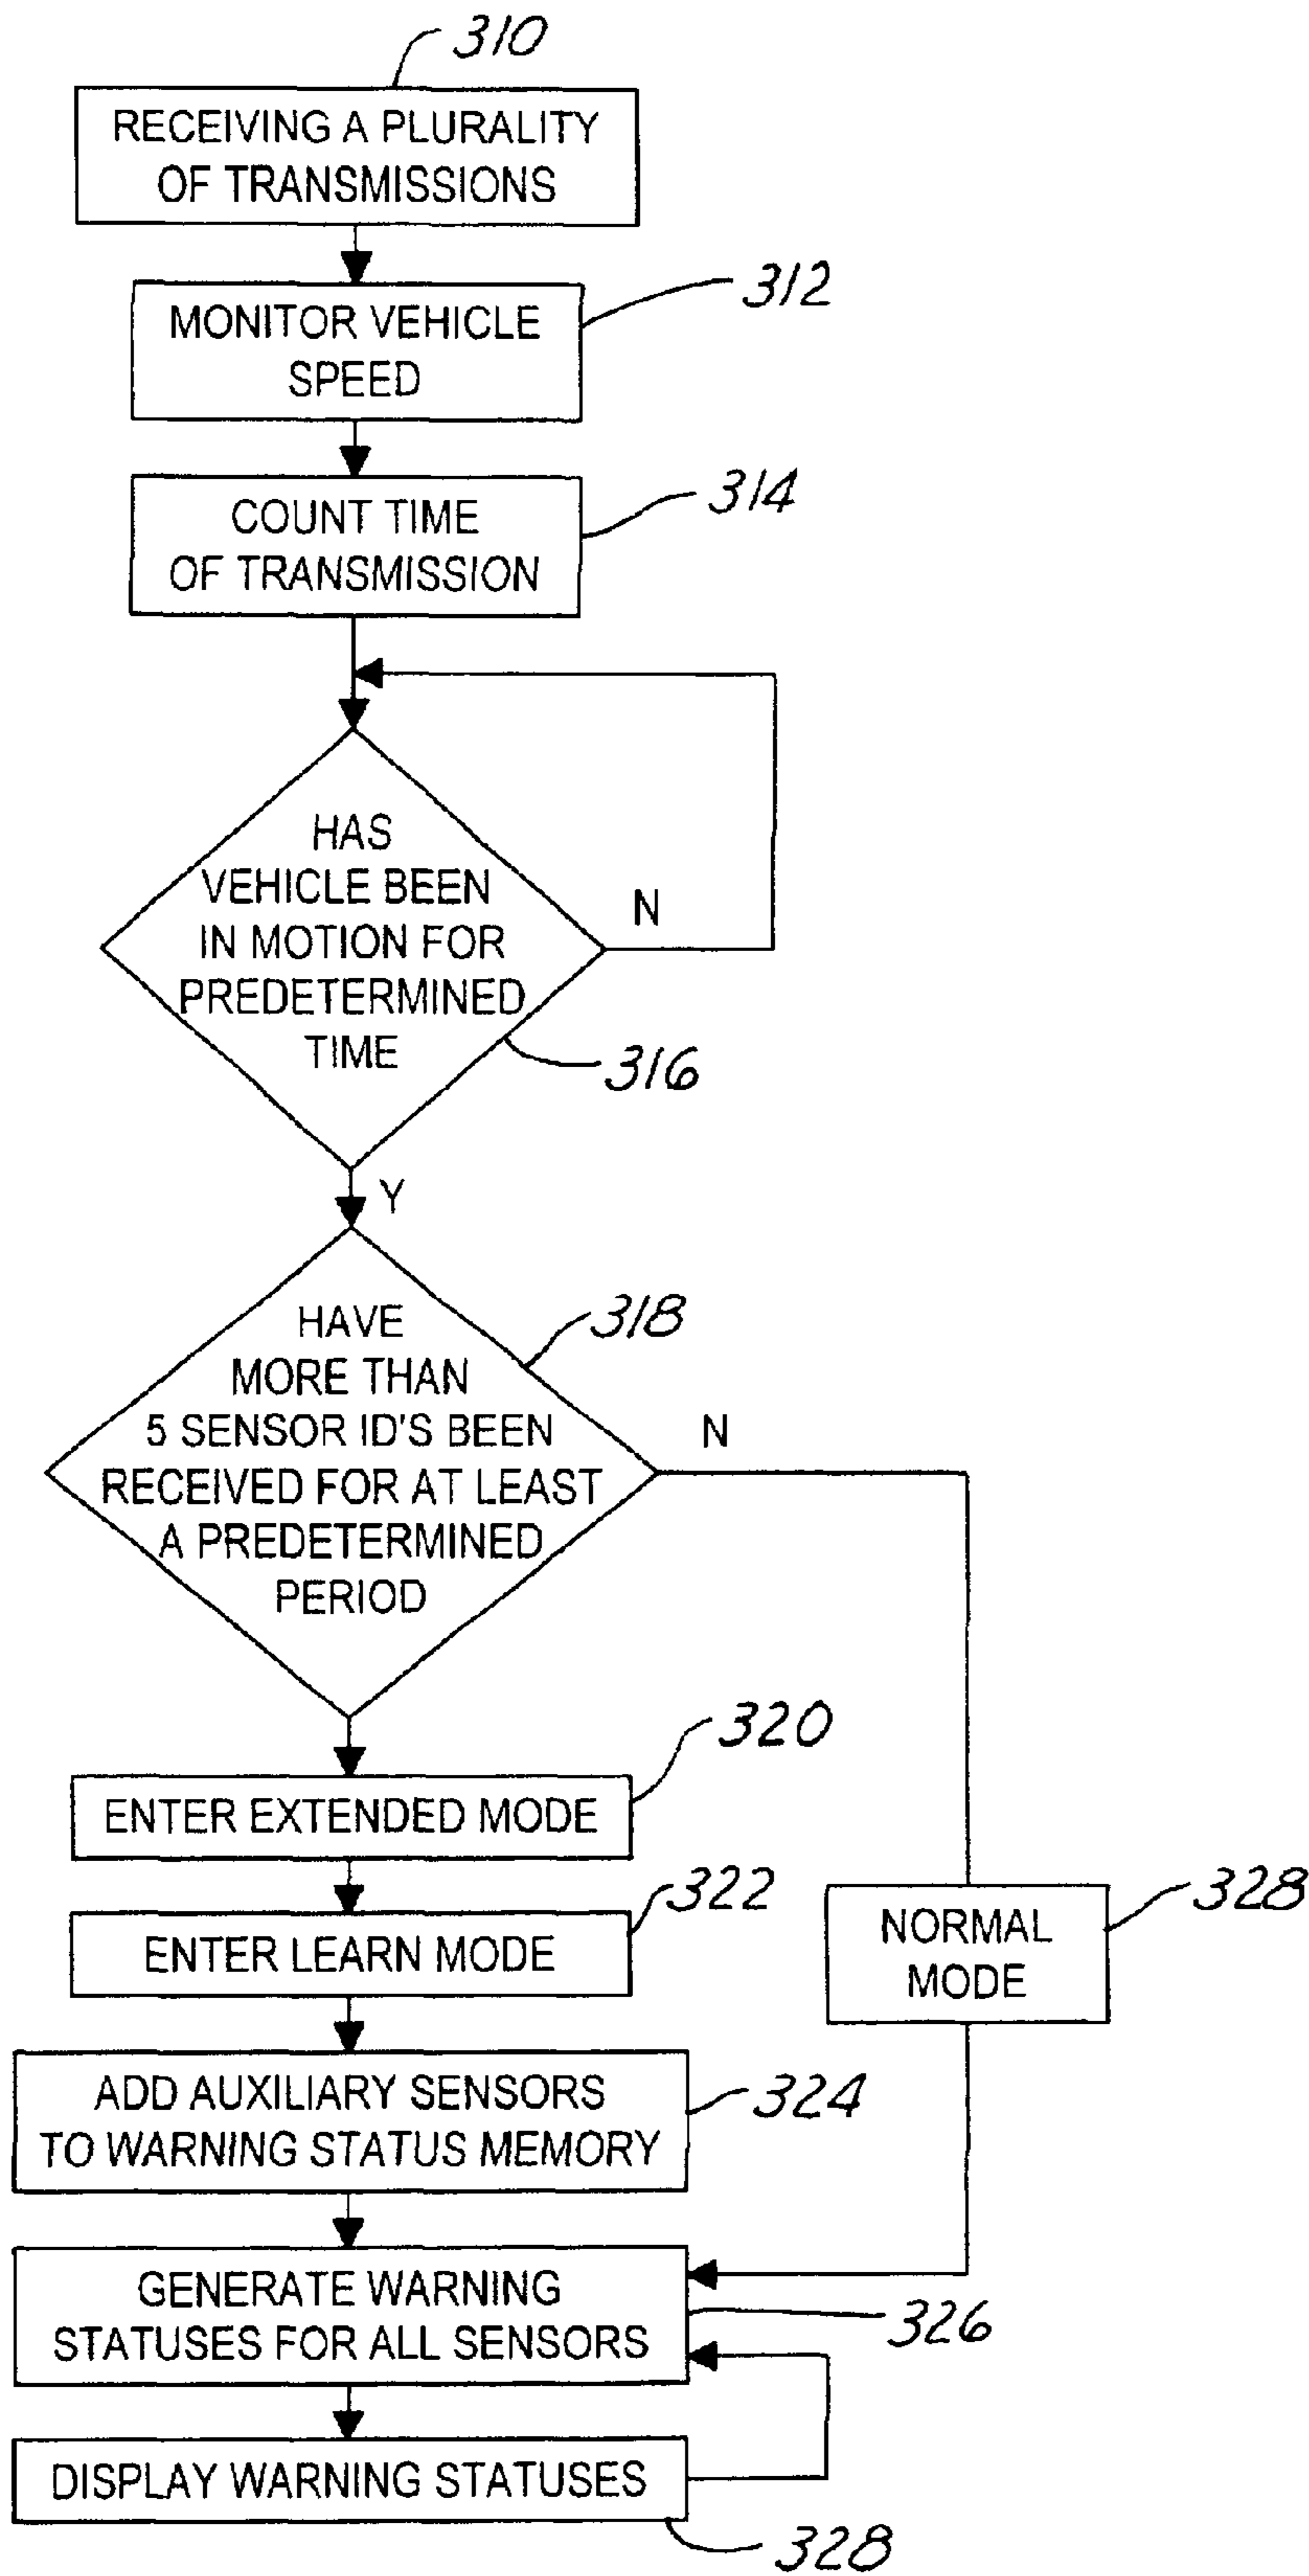 310
RECEIVING A PLURALITY
OF TRANSMISSIONS
312
MONITOR VEHICLE
SPEED
314
COUNT TIME
OF TRANSMISSION
HAS
VEHICLE BEEN
IN MOTION FOR
PREDETERMINED
TIME
N
316
Y
318
HAVE
MORE THAN
5 SENSOR ID'S BEEN
RECEIVED FOR AT LEAST
A PREDETERMINED
PERIOD
N
320
ENTER EXTENDED MODE
322
ENTER LEARN MODE
328
NORMAL
MODE
324
ADD AUXILIARY SENSORS
TO WARNING STATUS MEMORY
GENERATE WARNING
STATUSES FOR ALL SENSORS
326
DISPLAY WARNING STATUSES
328